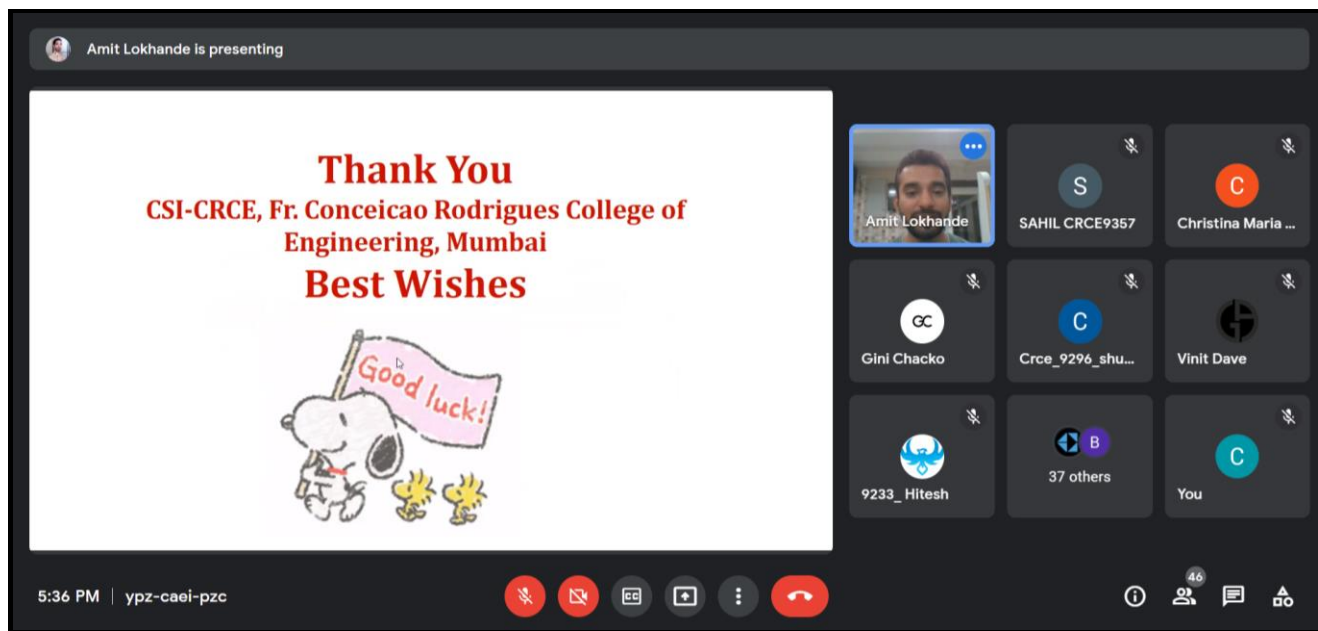 Amit Lokhande is presenting
Thank You
CSI-CRCE, Fr. Conceicao Rodrigues College of
Engineering, Mumbai
Best Wishes
Good luck!
Amit Lokhande
S
SAHIL CRCE9357
C
Christina Maria ...
GC
Gini Chacko
C
Crce_9296_shu...
Vinit Dave
9233_ Hitesh
B
37 others
C
You
5:36 PM | ypz-caei-pzc
CC
46